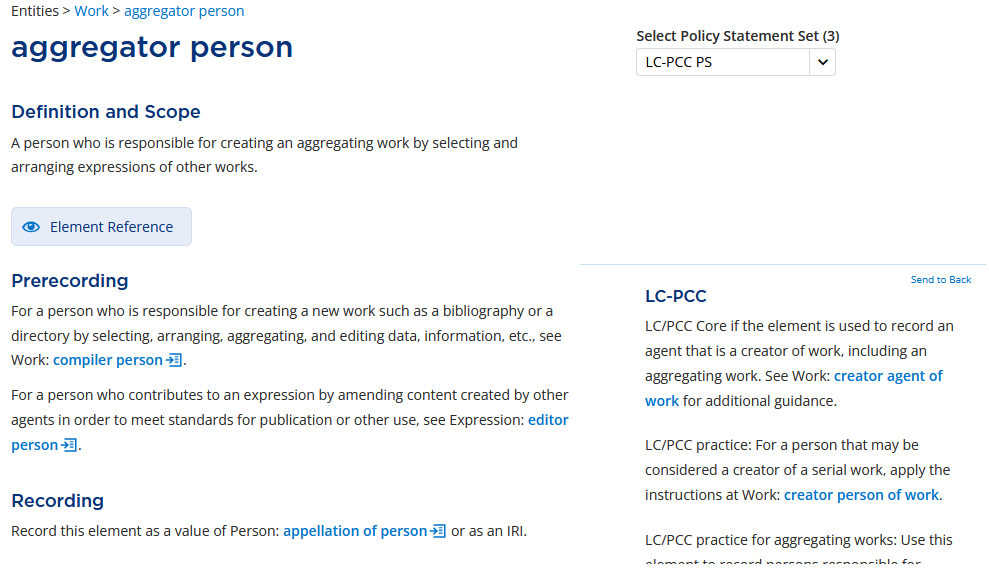 Entities > Work > aggregator person
aggregator person
Select Policy Statement Set (3)
LC-PCC PS
Definition and Scope
A person who is responsible for creating an aggregating work by selecting and
arranging expressions of other works.
Element Reference
Prerecording
For a person who is responsible for creating a new work such as a bibliography or a
directory by selecting, arranging, aggregating, and editing data, information, etc., see
Work: compiler person.
For a person who contributes to an expression by amending content created by other
agents in order to meet standards for publication or other use, see Expression: editor
person.
Recording
Record this element as a value of Person: appellation of person or as an IRI.
Send to Back
LC-PCC
LC/PCC Core if the element is used to record an
agent that is a creator of work, including an
aggregating work. See Work: creator agent of
work for additional guidance.
LC/PCC practice: For a person that may be
considered a creator of a serial work, apply the
instructions at Work: creator person of work.
LC/PCC practice for aggregating works: Use this
element to record persons responsible for